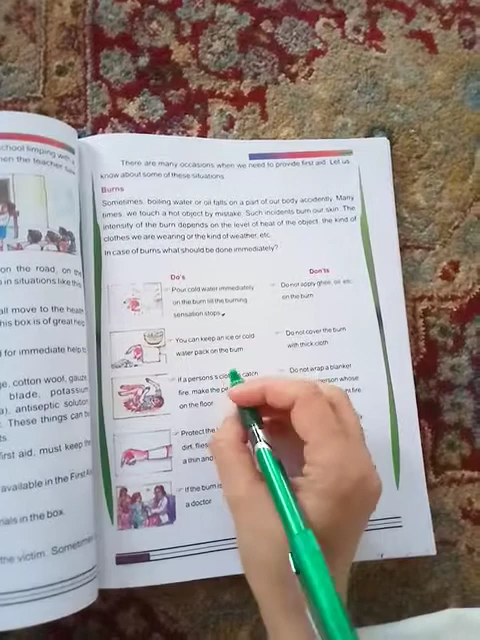 chool limping with
hen the teacher
on the road, on the
in situations like this
all move to the
his box is of great help
d for immediate help
ge, cotton wool, gauze
blade, potassium
antiseptic solution
These things can be
ts.
first aid, must keep the
available in the First
rials in the box.
the victim. Sometimes
There are many occasions when we need to provide first aid. Let us
know about some of these situations.
Burns
Sometimes, boiling water or oil falls on a part of our body accidently. Many
times, we touch a hot object by mistake. Such incidents burn our skin. The
intensity of the burn depends on the level of heat of the object, the kind of
clothes we are wearing or the kind of weather, etc.
In case of burns what should be done immediately?
Do's
Don'ts
Pour cold water immediately
on the burn till the burning
sensation stops.
Do not apply ghee, oil etc.
on the burn.
You can keep an ice or cold
water pack on the burn
Do not cover the burn
with thick cloth
If a person's catch
fire, make the
on the floor
Do not wrap a blanket
person whose
fire
Protect the
dirt, flies
a thin and
If the burn is
a doctor